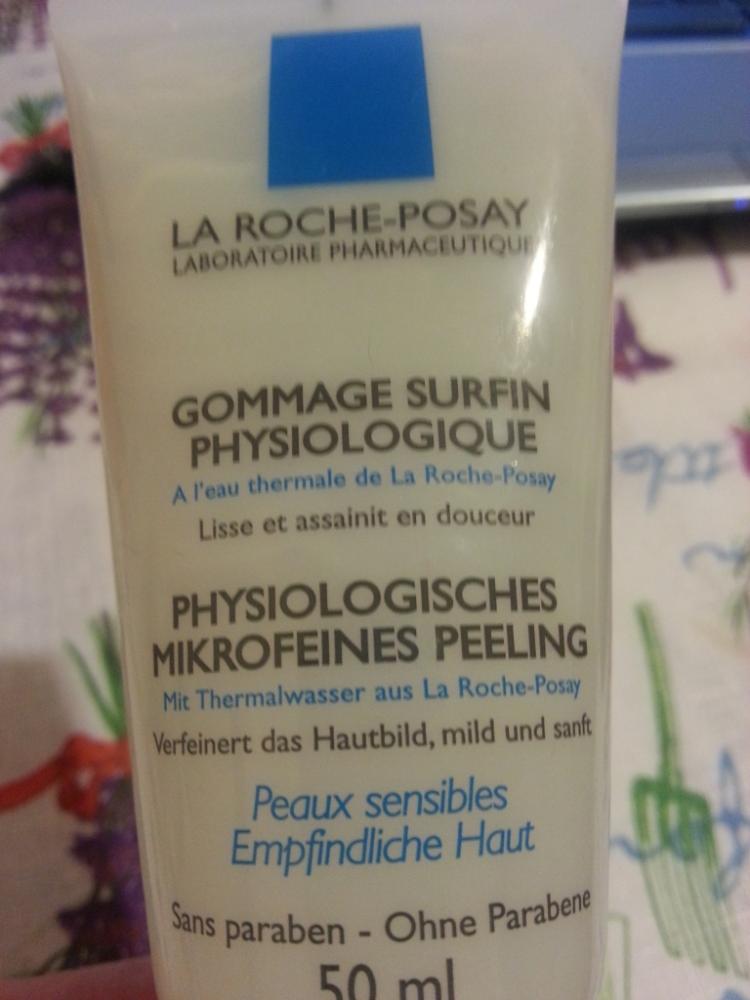 LA ROCHE-POSAY
LABORATOIRE PHARMACEUTIQUE
GOMMAGE SURFIN
PHYSIOLOGIQUE
A l'eau thermale de La Roche-Posay
Lisse et assainit en douceur
PHYSIOLOGISCHES
MIKROFEINES PEELING
Mit Thermalwasser aus La Roche-Posay
Verfeinert das Hautbild, mild und sanft
Peaux sensibles
Empfindliche Haut
Sans paraben - Ohne Parabene
50 ml